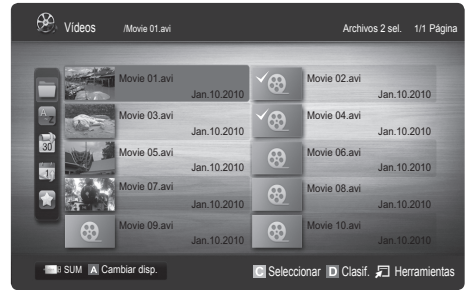 Vídeos /Movie 01.avi Archivos 2 sel. 1/1 Página
Movie 01.avi Movie 02.avi
Jan.10.2010 Jan.10.2010
Movie 03.avi Movie 04.avi
Jan.10.2010 Jan.10.2010
Movie 05.avi Movie 06.avi
Jan.10.2010 Jan.10.2010
Movie 07.avi Movie 08.avi
Jan.10.2010 Jan.10.2010
Movie 09.avi Movie 10.avi
Jan.10.2010 Jan.10.2010
30
1
SUM A Cambiar disp. C Seleccionar D Clasif. Herramientas